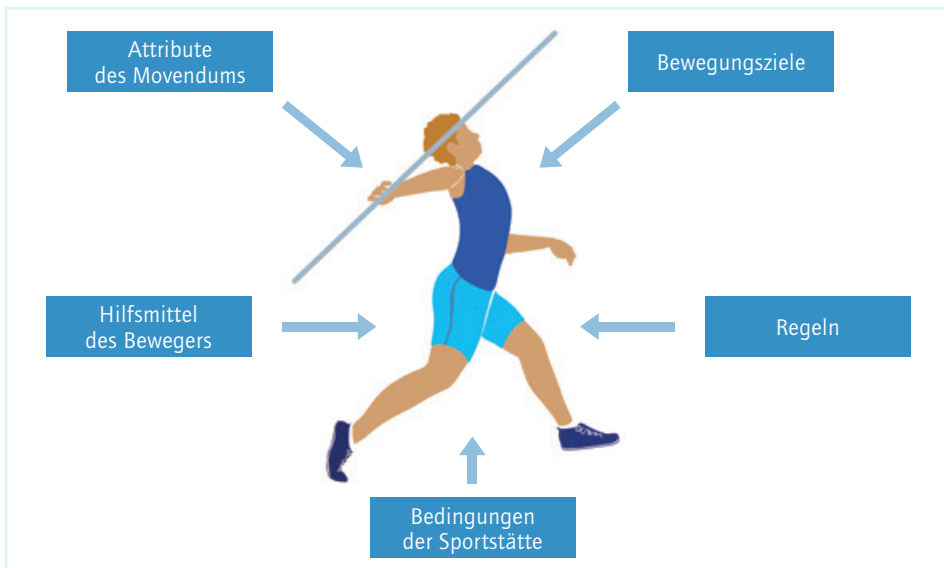 Attribute
des Movendums
Bewegungsziele
Hilfsmittel
des Bewegers
Regeln
Bedingungen
der Sportstätte